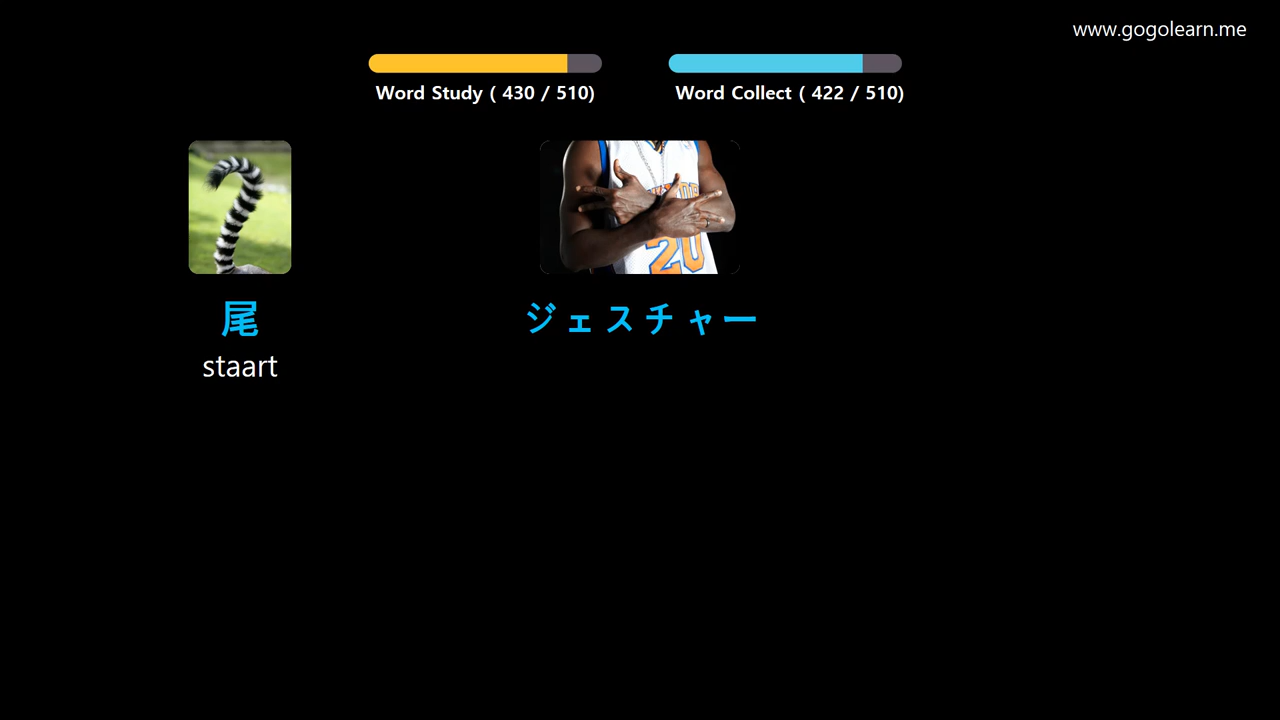 www.gogolearn.me
Word Study ( 430 / 510)
Word Collect ( 422 / 510)
20
尾
ジェスチャー
staart